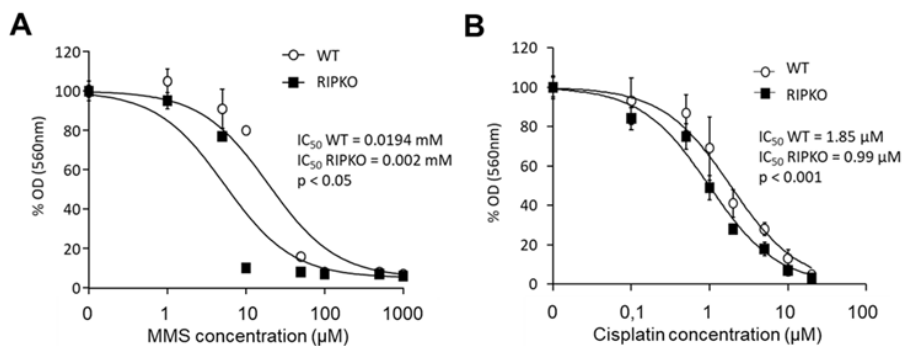 A
120
100
80
60
40
20
0
% OD (560nm)
WT
RIPKO
IC50 WT = 0.0194 mM
IC50 RIPKO = 0.002 mM
p < 0.05
0 1 10 100 1000
MMS concentration (µM)
B
120
100
80
60
40
20
0
% OD (560nm)
WT
RIPKO
IC50 WT = 1.85 µM
IC50 RIPKO = 0.99 µM
p < 0.001
0 0,1 1 10 100
Cisplatin concentration (µM)